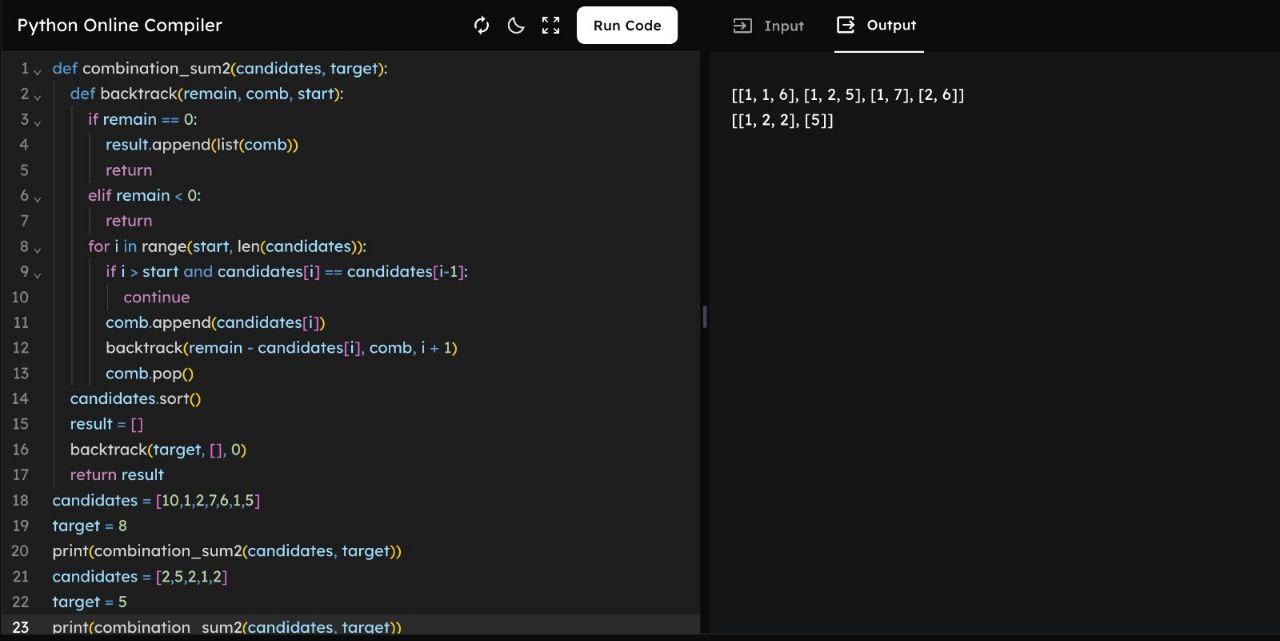 Python Online Compiler
Run Code
Input
Output
1 def combination_sum2(candidates, target):
2 def backtrack(remain, comb, start):
3 if remain == 0:
4 result.append(list(comb))
5 return
6 elif remain < 0:
7 return
8 for i in range(start, len(candidates)):
9 if i > start and candidates[i] == candidates[i-1]:
10 continue
11 comb.append(candidates[i])
12 backtrack(remain - candidates[i], comb, i + 1)
13 comb.pop()
14 candidates.sort()
15 result = []
16 backtrack(target, [], 0)
17 return result
18 candidates = [10,1,2,7,6,1,5]
19 target = 8
20 print(combination_sum2(candidates, target))
21 candidates = [2,5,2,1,2]
22 target = 5
23 print(combination_sum2(candidates, target))
[[1, 1, 6], [1, 2, 5], [1, 7], [2, 6]]
[[1, 2, 2], [5]]